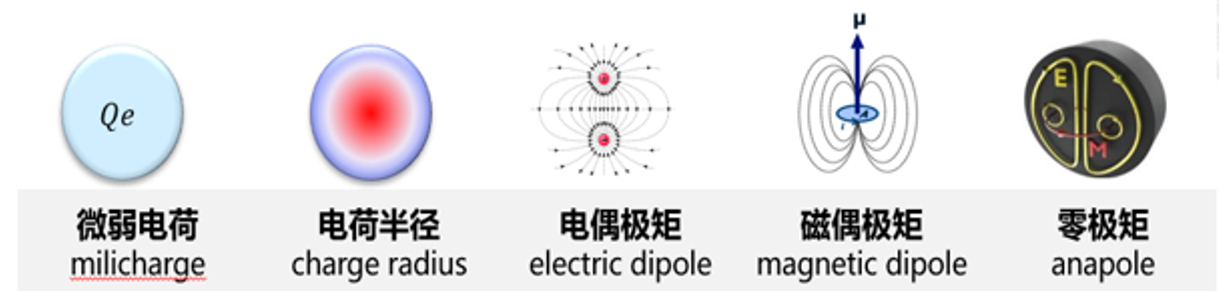 Qe
μ
i
E
M
微弱电荷
milicharge
电荷半径
charge radius
电偶极矩
electric dipole
磁偶极矩
magnetic dipole
零极矩
anapole